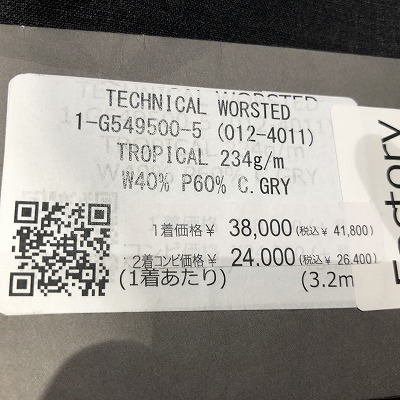 TECHNICAL WORSTED
1-G549500-5 (012-4011)
TROPICAL 234g/m
W40% P60% C.GRY
1着価格¥ 38,000(税込¥ 41,800)
2着コンビ価格¥ 24,000(税込¥ 26,400)
(1着あたり) (3.2m
Factory